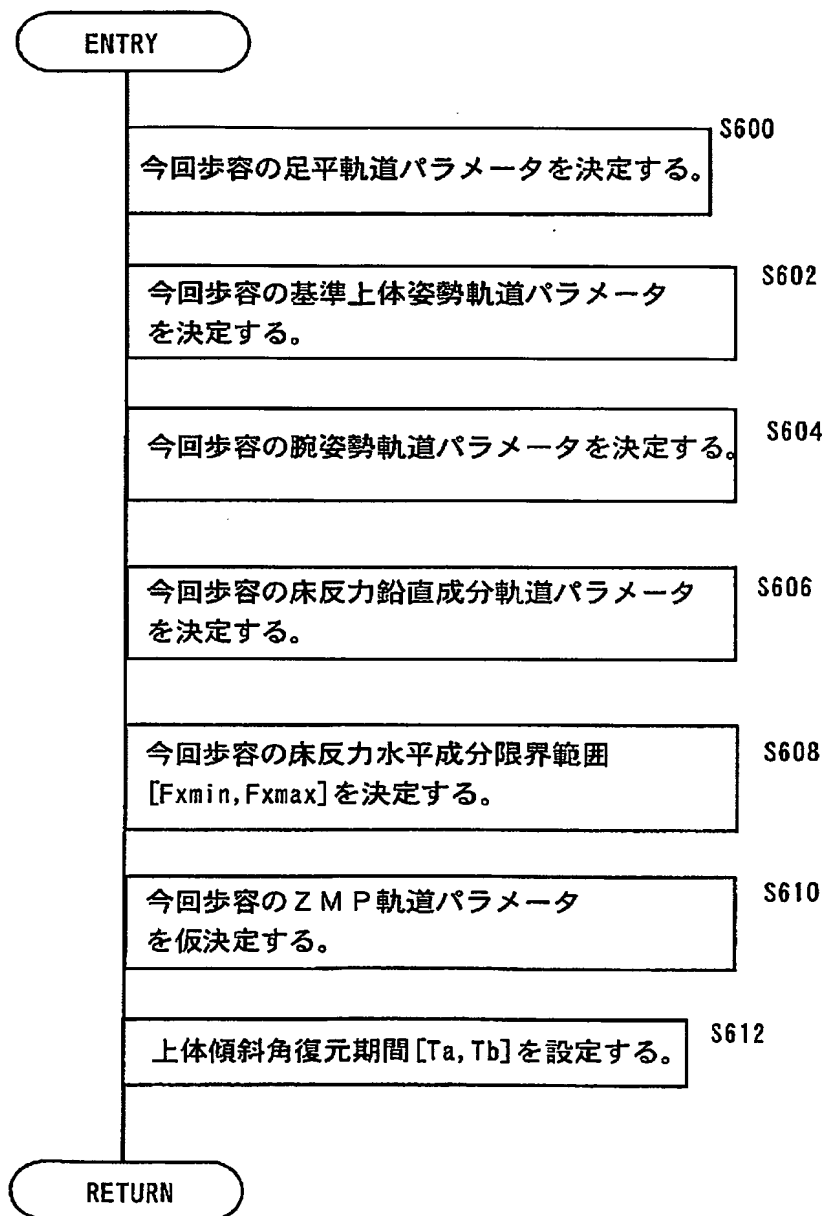 ENTRY
S600
今回歩容の足平軌道パラメータを決定する。
S602
今回歩容の基準上体姿勢軌道パラメータ
を決定する。
S604
今回歩容の腕姿勢軌道パラメータを決定する。
S606
今回歩容の床反力鉛直成分軌道パラメータ
を決定する。
S608
今回歩容の床反力水平成分限界範囲
[Fxmin,Fxmax]を決定する。
S610
今回歩容のZMP軌道パラメータ
を仮決定する。
S612
上体傾斜角復元期間[Ta,Tb]を設定する。
RETURN